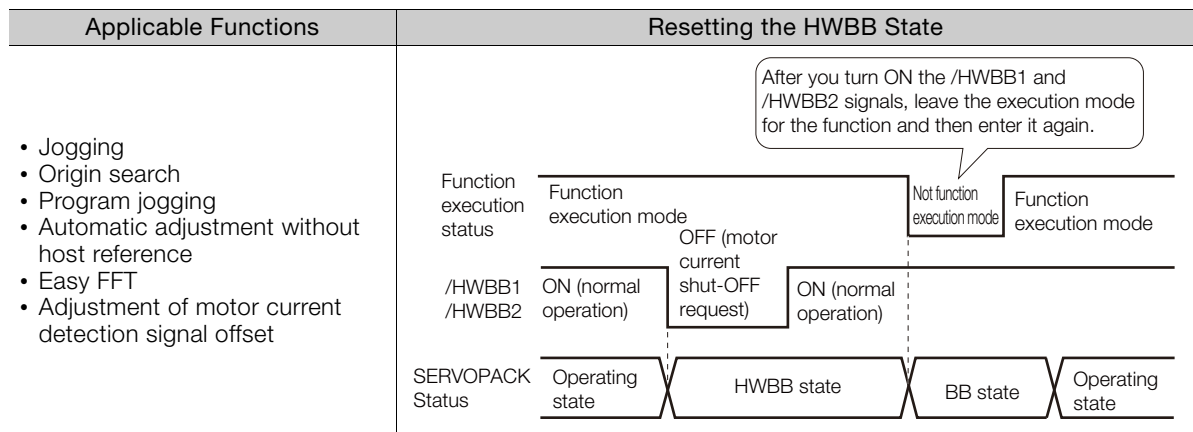 Applicable Functions
Resetting the HWBB State
• Jogging
• Origin search
• Program jogging
• Automatic adjustment without
host reference
• Easy FFT
• Adjustment of motor current
detection signal offset
After you turn ON the /HWBB1 and
/HWBB2 signals, leave the execution mode
for the function and then enter it again.
Function
execution
status
Function
execution mode
Not function
execution mode
Function
execution mode
/HWBB1
/HWBB2
ON (normal
operation)
OFF (motor
current
shut-OFF
request)
ON (normal
operation)
SERVOPACK
Status
Operating
state
HWBB state
BB state
Operating
state